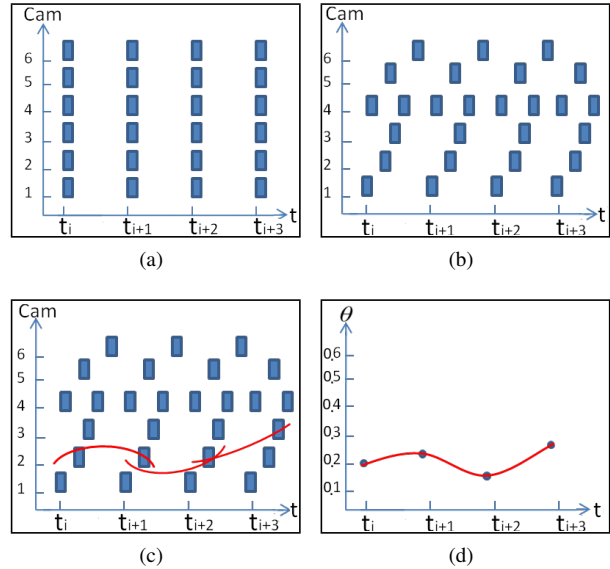 Cam
6
5
4
3
2
1
tᵢ tᵢ₊₁ tᵢ₊₂ tᵢ₊₃ t
(a)
Cam
6
5
4
3
2
1
tᵢ tᵢ₊₁ tᵢ₊₂ tᵢ₊₃ t
(b)
Cam
6
5
4
3
2
1
tᵢ tᵢ₊₁ tᵢ₊₂ tᵢ₊₃ t
(c)
θ
0,6
0,5
0,4
0,3
0,2
0,1
tᵢ tᵢ₊₁ tᵢ₊₂ tᵢ₊₃ t
(d)